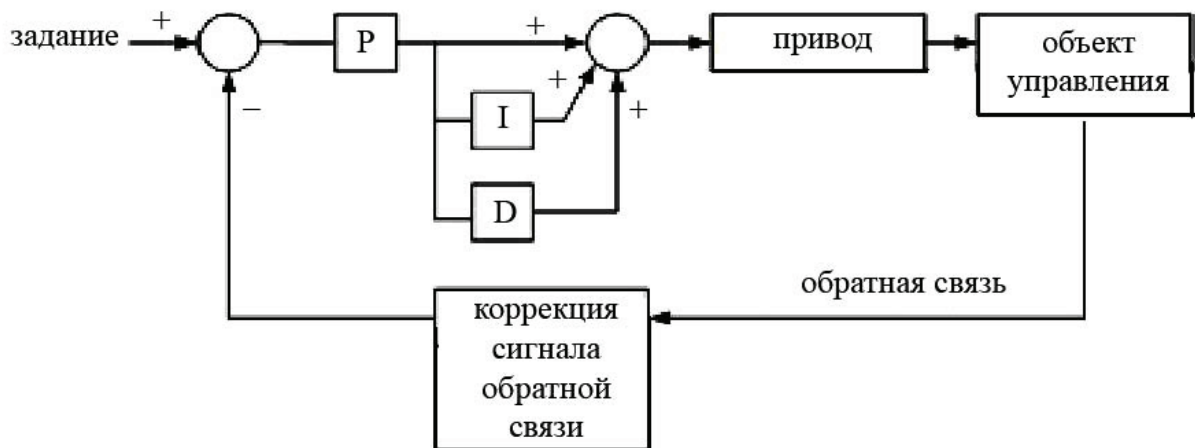 задание
+
−
P
+
+
+
I
D
привод
объект
управления
обратная связь
коррекция
сигнала
обратной
связи